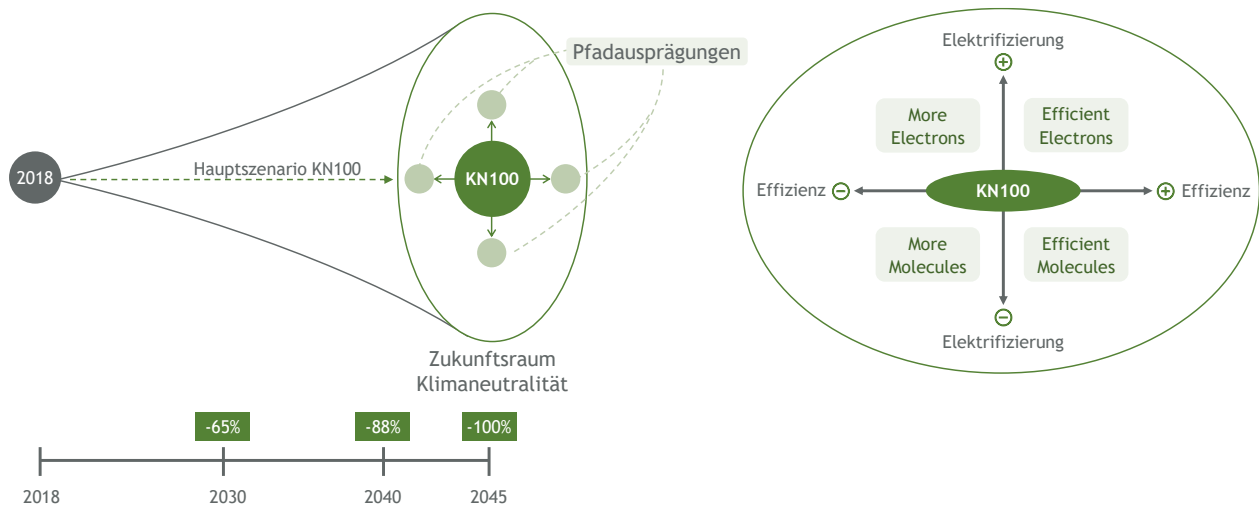 Pfadausprägungen
2018
Hauptszenario KN100
KN100
Zukunftsraum
Klimaneutralität
-65%
-88%
-100%
2018
2030
2040
2045
Elektrifizierung
+
More
Electrons
Efficient
Electrons
Effizienz
−
KN100
+
Effizienz
More
Molecules
Efficient
Molecules
−
Elektrifizierung